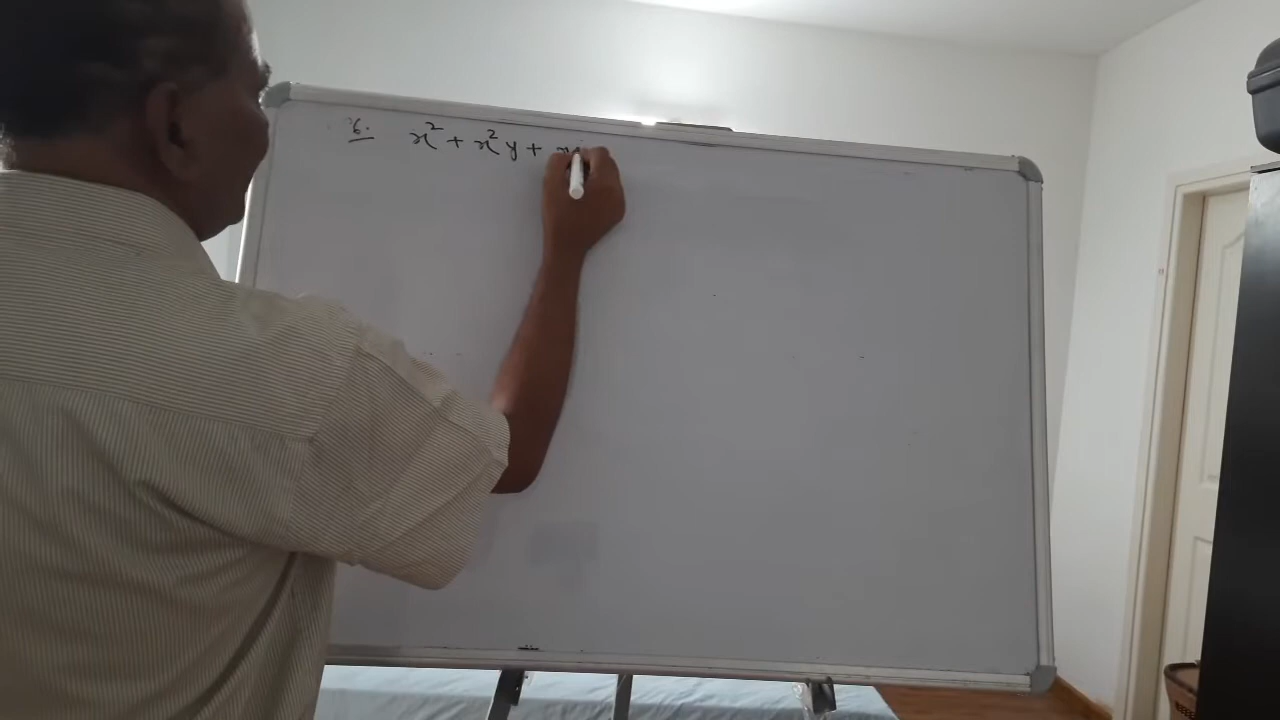 6. x² + x²y + x